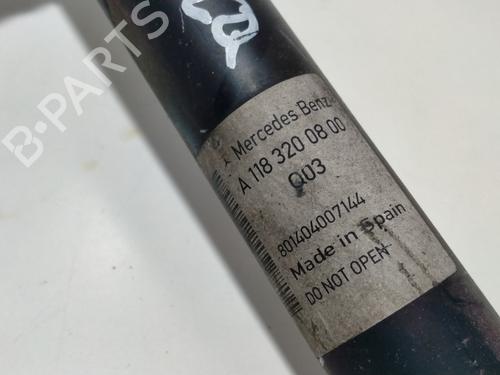 B-PARTS
Mercedes Benz
A 118 320 08 00
Q03
801404007144
Made in Spain
DO NOT OPEN